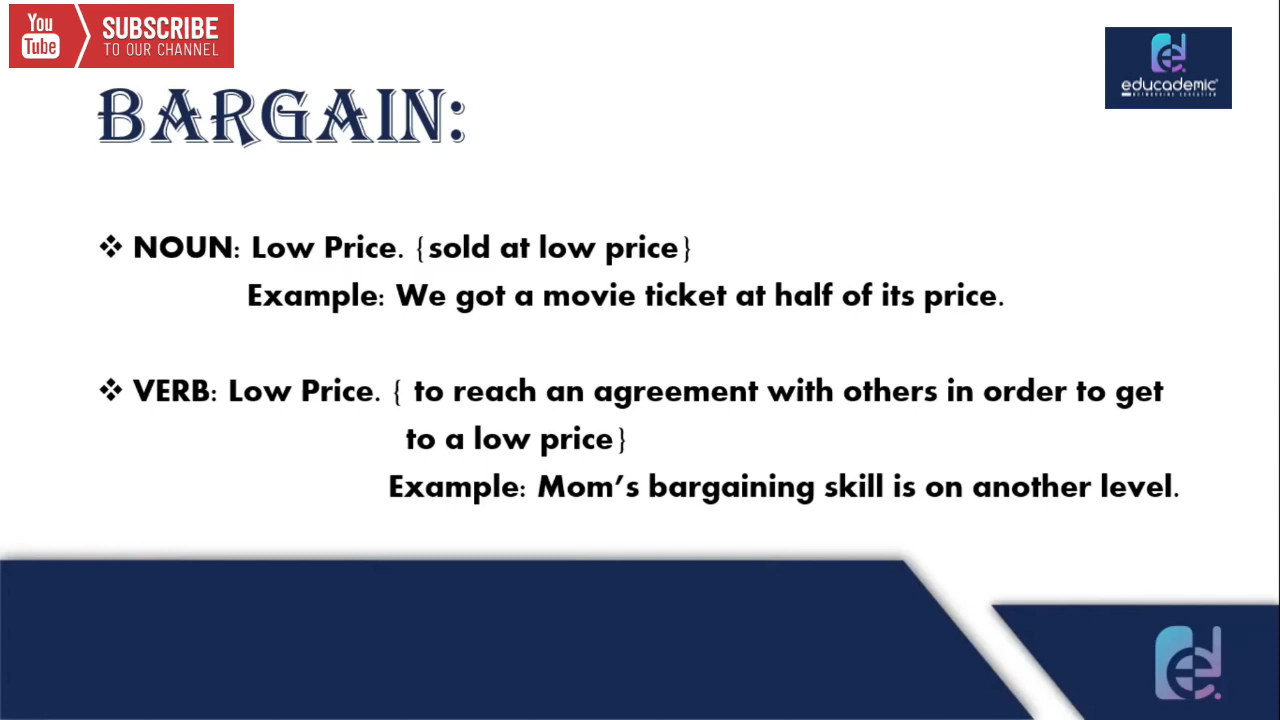 You
Tube
SUBSCRIBE
TO OUR CHANNEL
educademic
BARGAIN:
❖ NOUN: Low Price. {sold at low price}
Example: We got a movie ticket at half of its price.
❖ VERB: Low Price. { to reach an agreement with others in order to get
to a low price}
Example: Mom’s bargaining skill is on another level.